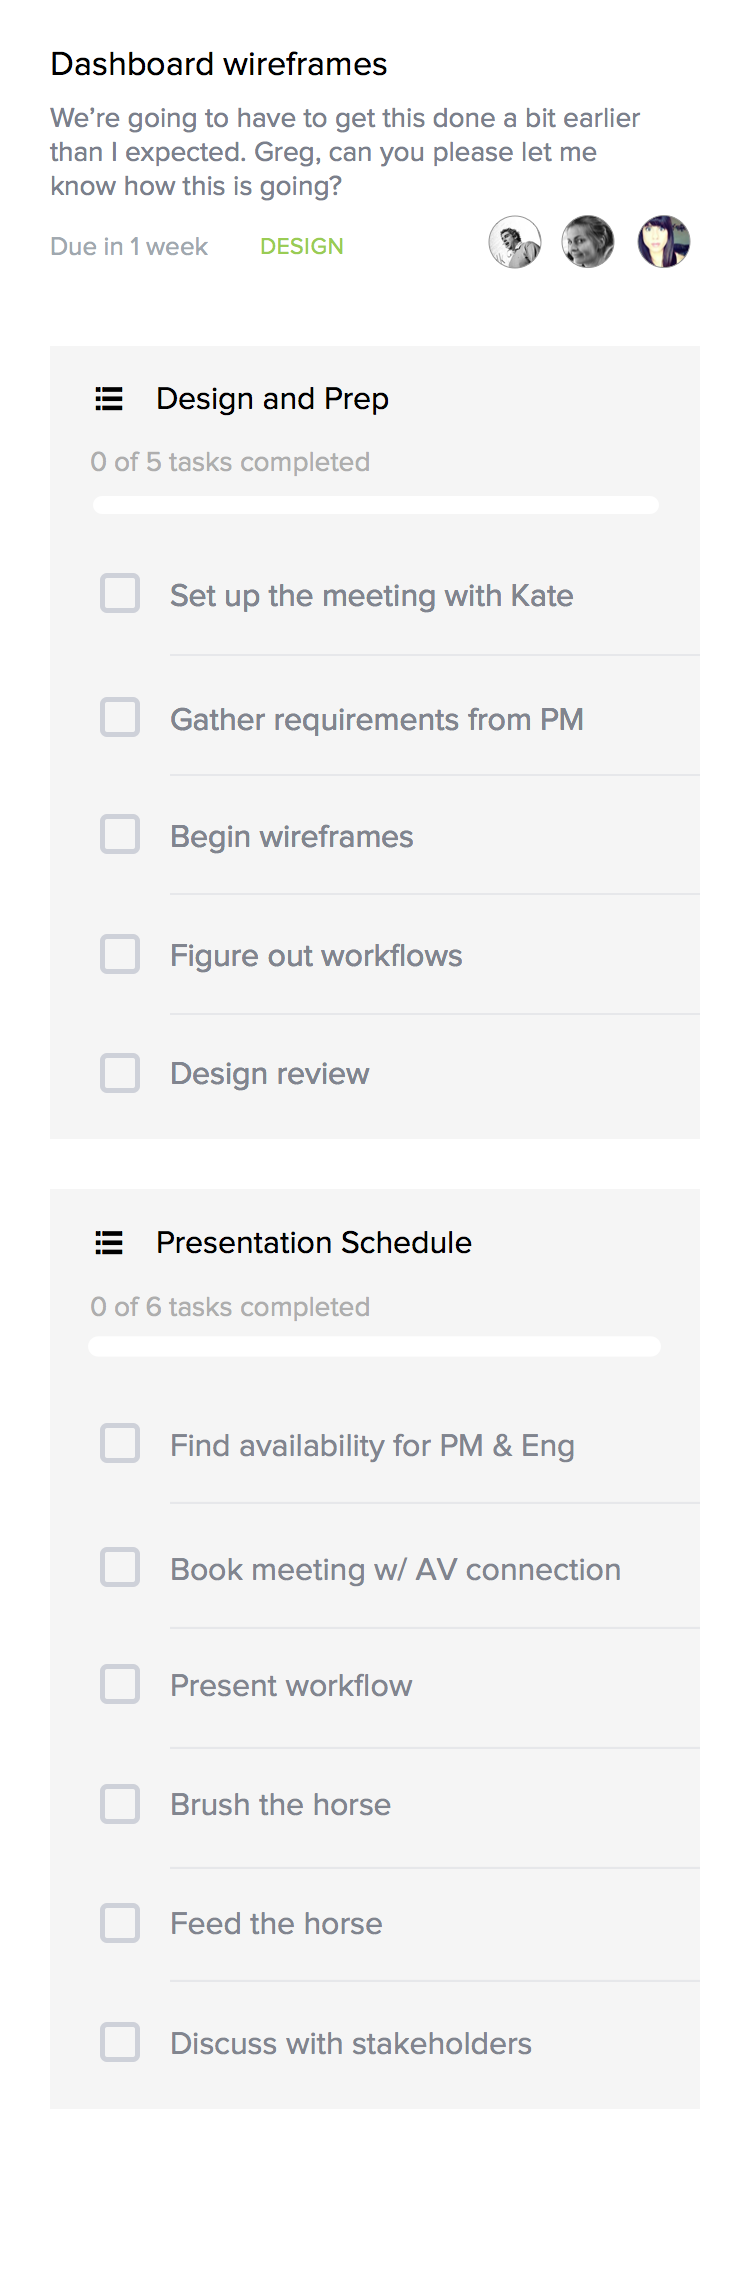 Dashboard wireframes
We’re going to have to get this done a bit earlier
than I expected. Greg, can you please let me
know how this is going?
Due in 1 week DESIGN
Design and Prep
0 of 5 tasks completed
Set up the meeting with Kate
Gather requirements from PM
Begin wireframes
Figure out workflows
Design review
Presentation Schedule
0 of 6 tasks completed
Find availability for PM & Eng
Book meeting w/ AV connection
Present workflow
Brush the horse
Feed the horse
Discuss with stakeholders